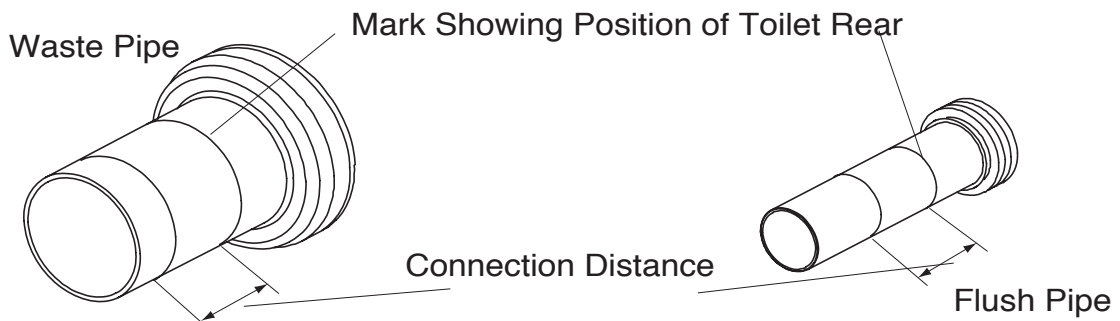 Mark Showing Position of Toilet Rear
Waste Pipe
Connection Distance
Flush Pipe